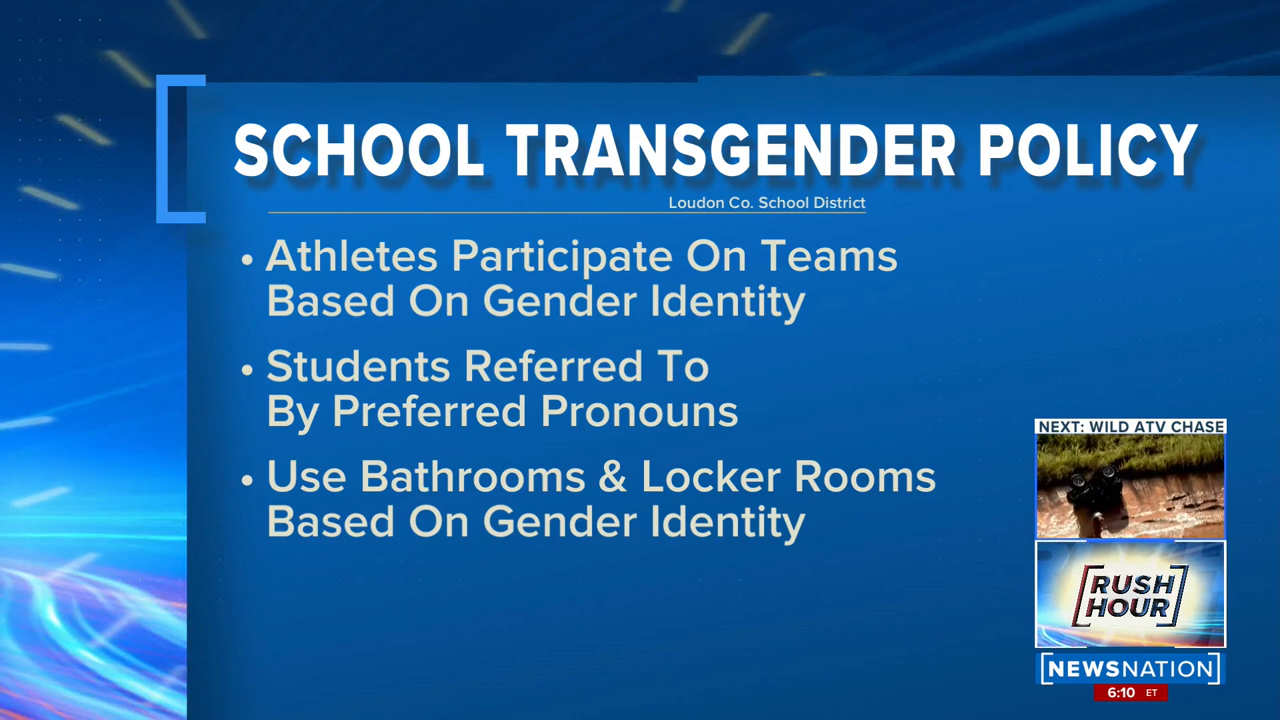 SCHOOL TRANSGENDER POLICY
Loudon Co. School District
• Athletes Participate On Teams
Based On Gender Identity
• Students Referred To
By Preferred Pronouns
• Use Bathrooms & Locker Rooms
Based On Gender Identity
NEXT: WILD ATV CHASE
RUSH
HOUR
NEWSNATION
6:10 ET